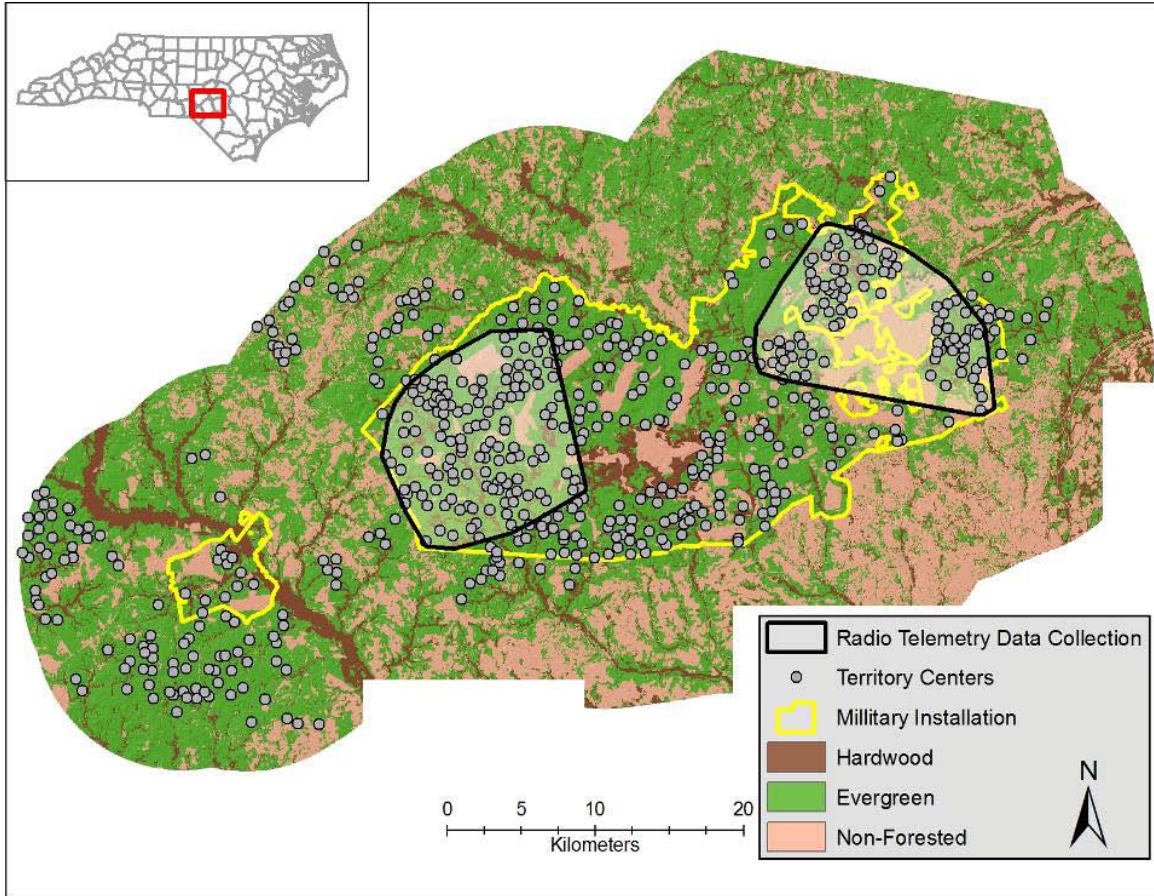 Radio Telemetry Data Collection
Territory Centers
Millitary Installation
Hardwood
Evergreen
Non-Forested
N
0 5 10 20
Kilometers